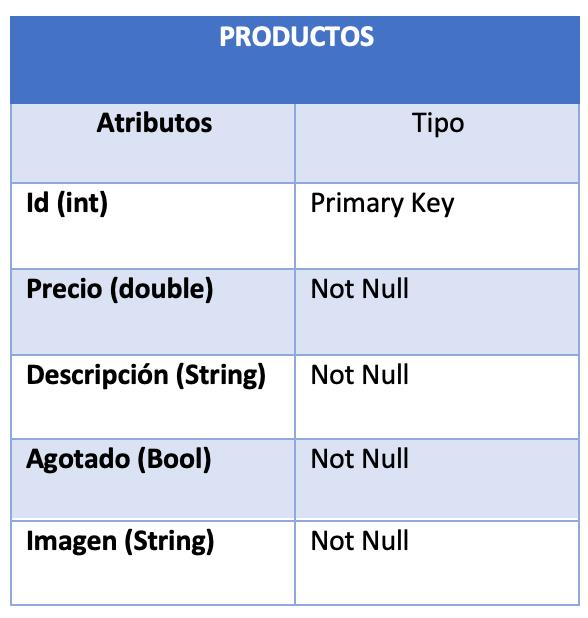 PRODUCTOS
Atributos Tipo
Id (int) Primary Key
Precio (double) Not Null
Descripción (String) Not Null
Agotado (Bool) Not Null
Imagen (String) Not Null